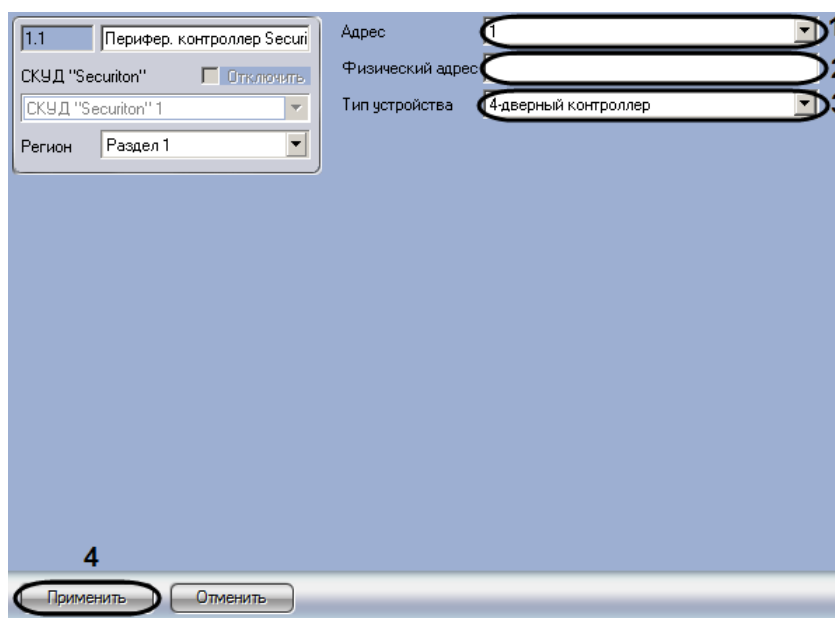 1.1 Перифер. контроллер Securi
СКУД "Securiton" Отключить
СКУД "Securiton" 1
Регион Раздел 1
Адрес 1 1
Физический адрес 2
Тип устройства 4-дверный контроллер 3
4
Применить Отменить